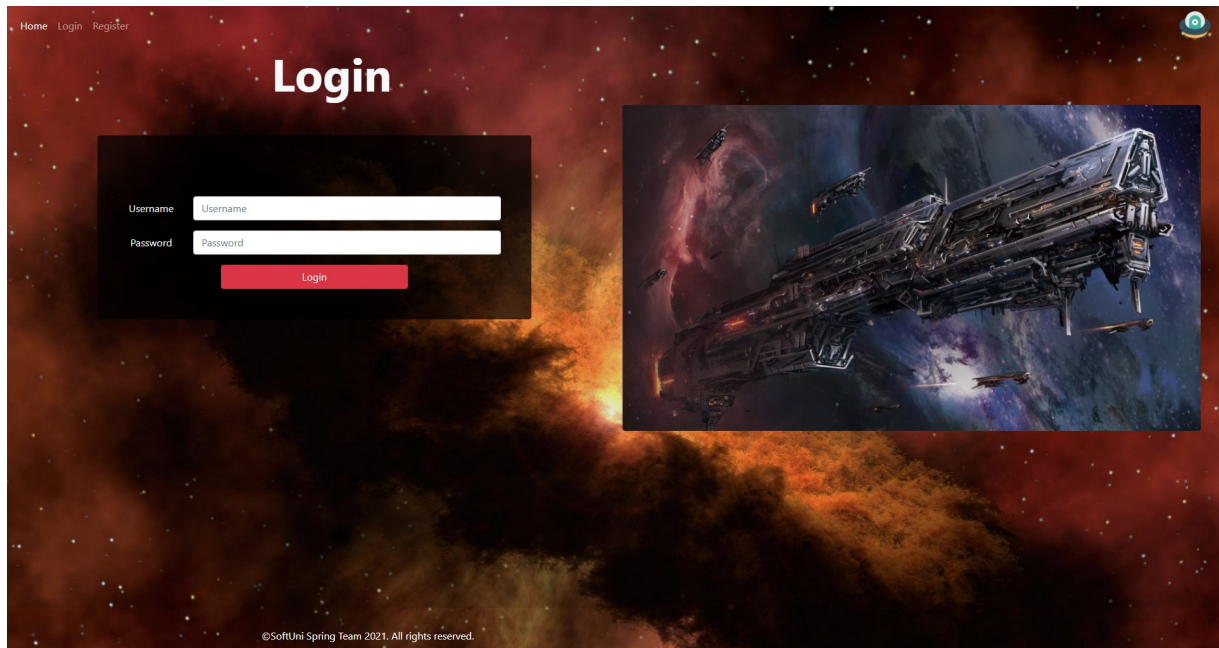 Home Login Register
Login
Username Username
Password Password
Login
©SoftUni Spring Team 2021. All rights reserved.